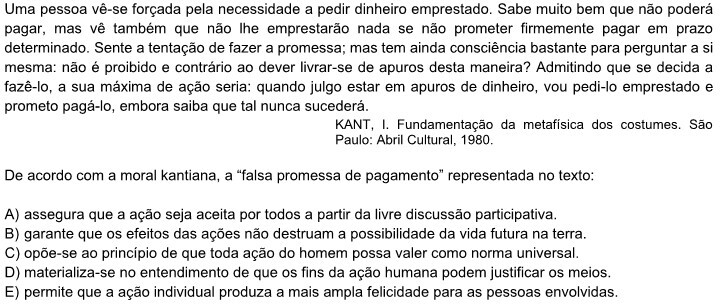 Uma pessoa vê-se forçada pela necessidade a pedir dinheiro emprestado. Sabe muito bem que não poderá
pagar, mas vê também que não lhe emprestarão nada se não prometer firmemente pagar em prazo
determinado. Sente a tentação de fazer a promessa; mas tem ainda consciência bastante para perguntar a si
mesma: não é proibido e contrário ao dever livrar-se de apuros desta maneira? Admitindo que se decida a
fazê-lo, a sua máxima de ação seria: quando julgo estar em apuros de dinheiro, vou pedi-lo emprestado e
prometo pagá-lo, embora saiba que tal nunca sucederá.
KANT, I. Fundamentação da metafísica dos costumes. São
Paulo: Abril Cultural, 1980.
De acordo com a moral kantiana, a “falsa promessa de pagamento” representada no texto:
A) assegura que a ação seja aceita por todos a partir da livre discussão participativa.
B) garante que os efeitos das ações não destruam a possibilidade da vida futura na terra.
C) opõe-se ao princípio de que toda ação do homem possa valer como norma universal.
D) materializa-se no entendimento de que os fins da ação humana podem justificar os meios.
E) permite que a ação individual produza a mais ampla felicidade para as pessoas envolvidas.